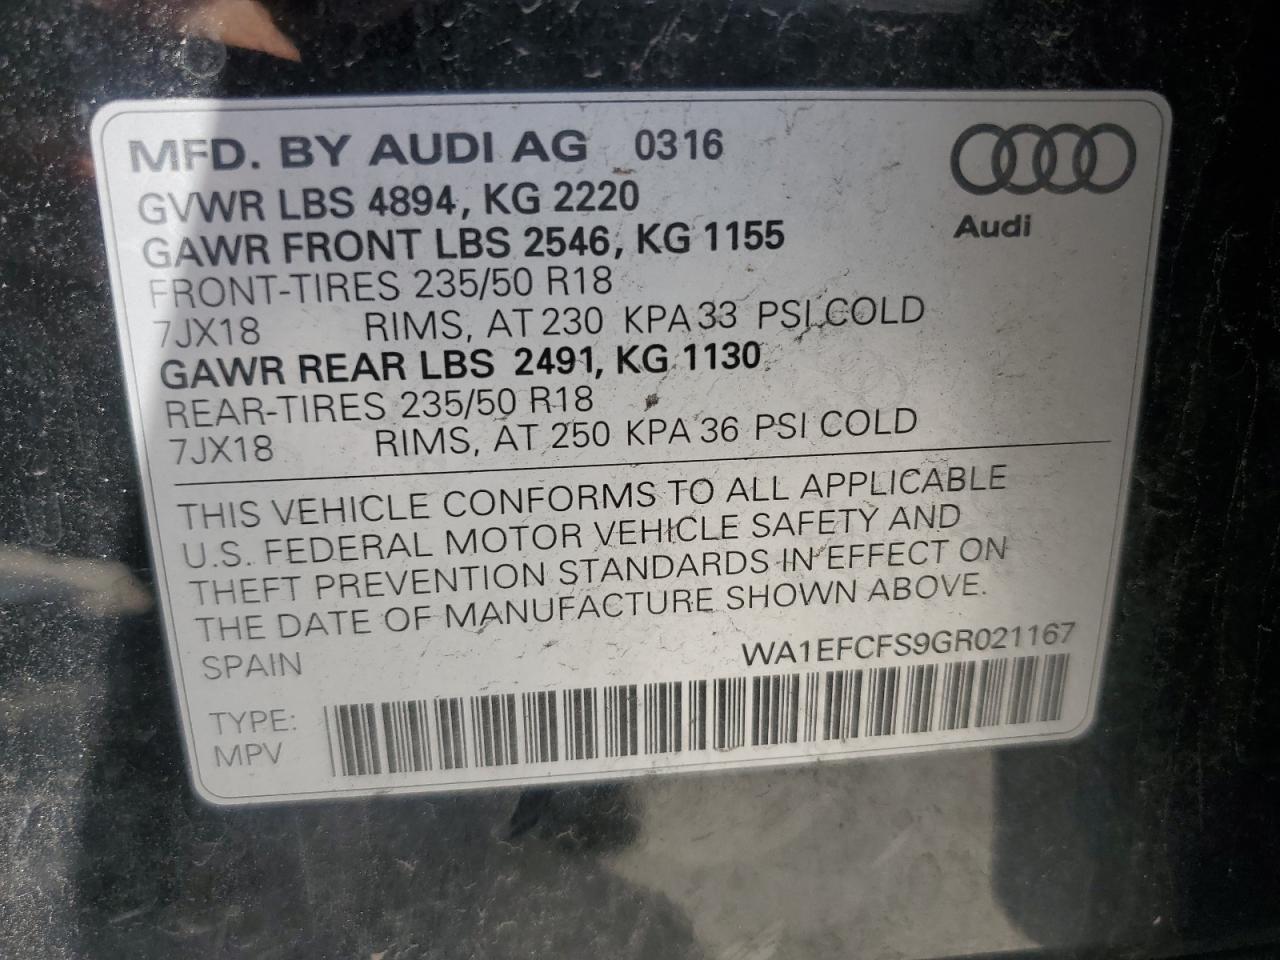 MFD. BY AUDI AG 0316
GVWR LBS 4894, KG 2220
GAWR FRONT LBS 2546, KG 1155
Audi
FRONT-TIRES 235/50 R18
7JX18 RIMS, AT 230 KPA 33 PSI COLD
GAWR REAR LBS 2491, KG 1130
REAR-TIRES 235/50 R18
7JX18 RIMS, AT 250 KPA 36 PSI COLD
THIS VEHICLE CONFORMS TO ALL APPLICABLE
U.S. FEDERAL MOTOR VEHICLE SAFETY AND
THEFT PREVENTION STANDARDS IN EFFECT ON
THE DATE OF MANUFACTURE SHOWN ABOVE.
SPAIN WA1EFCFS9GR021167
TYPE:
MPV